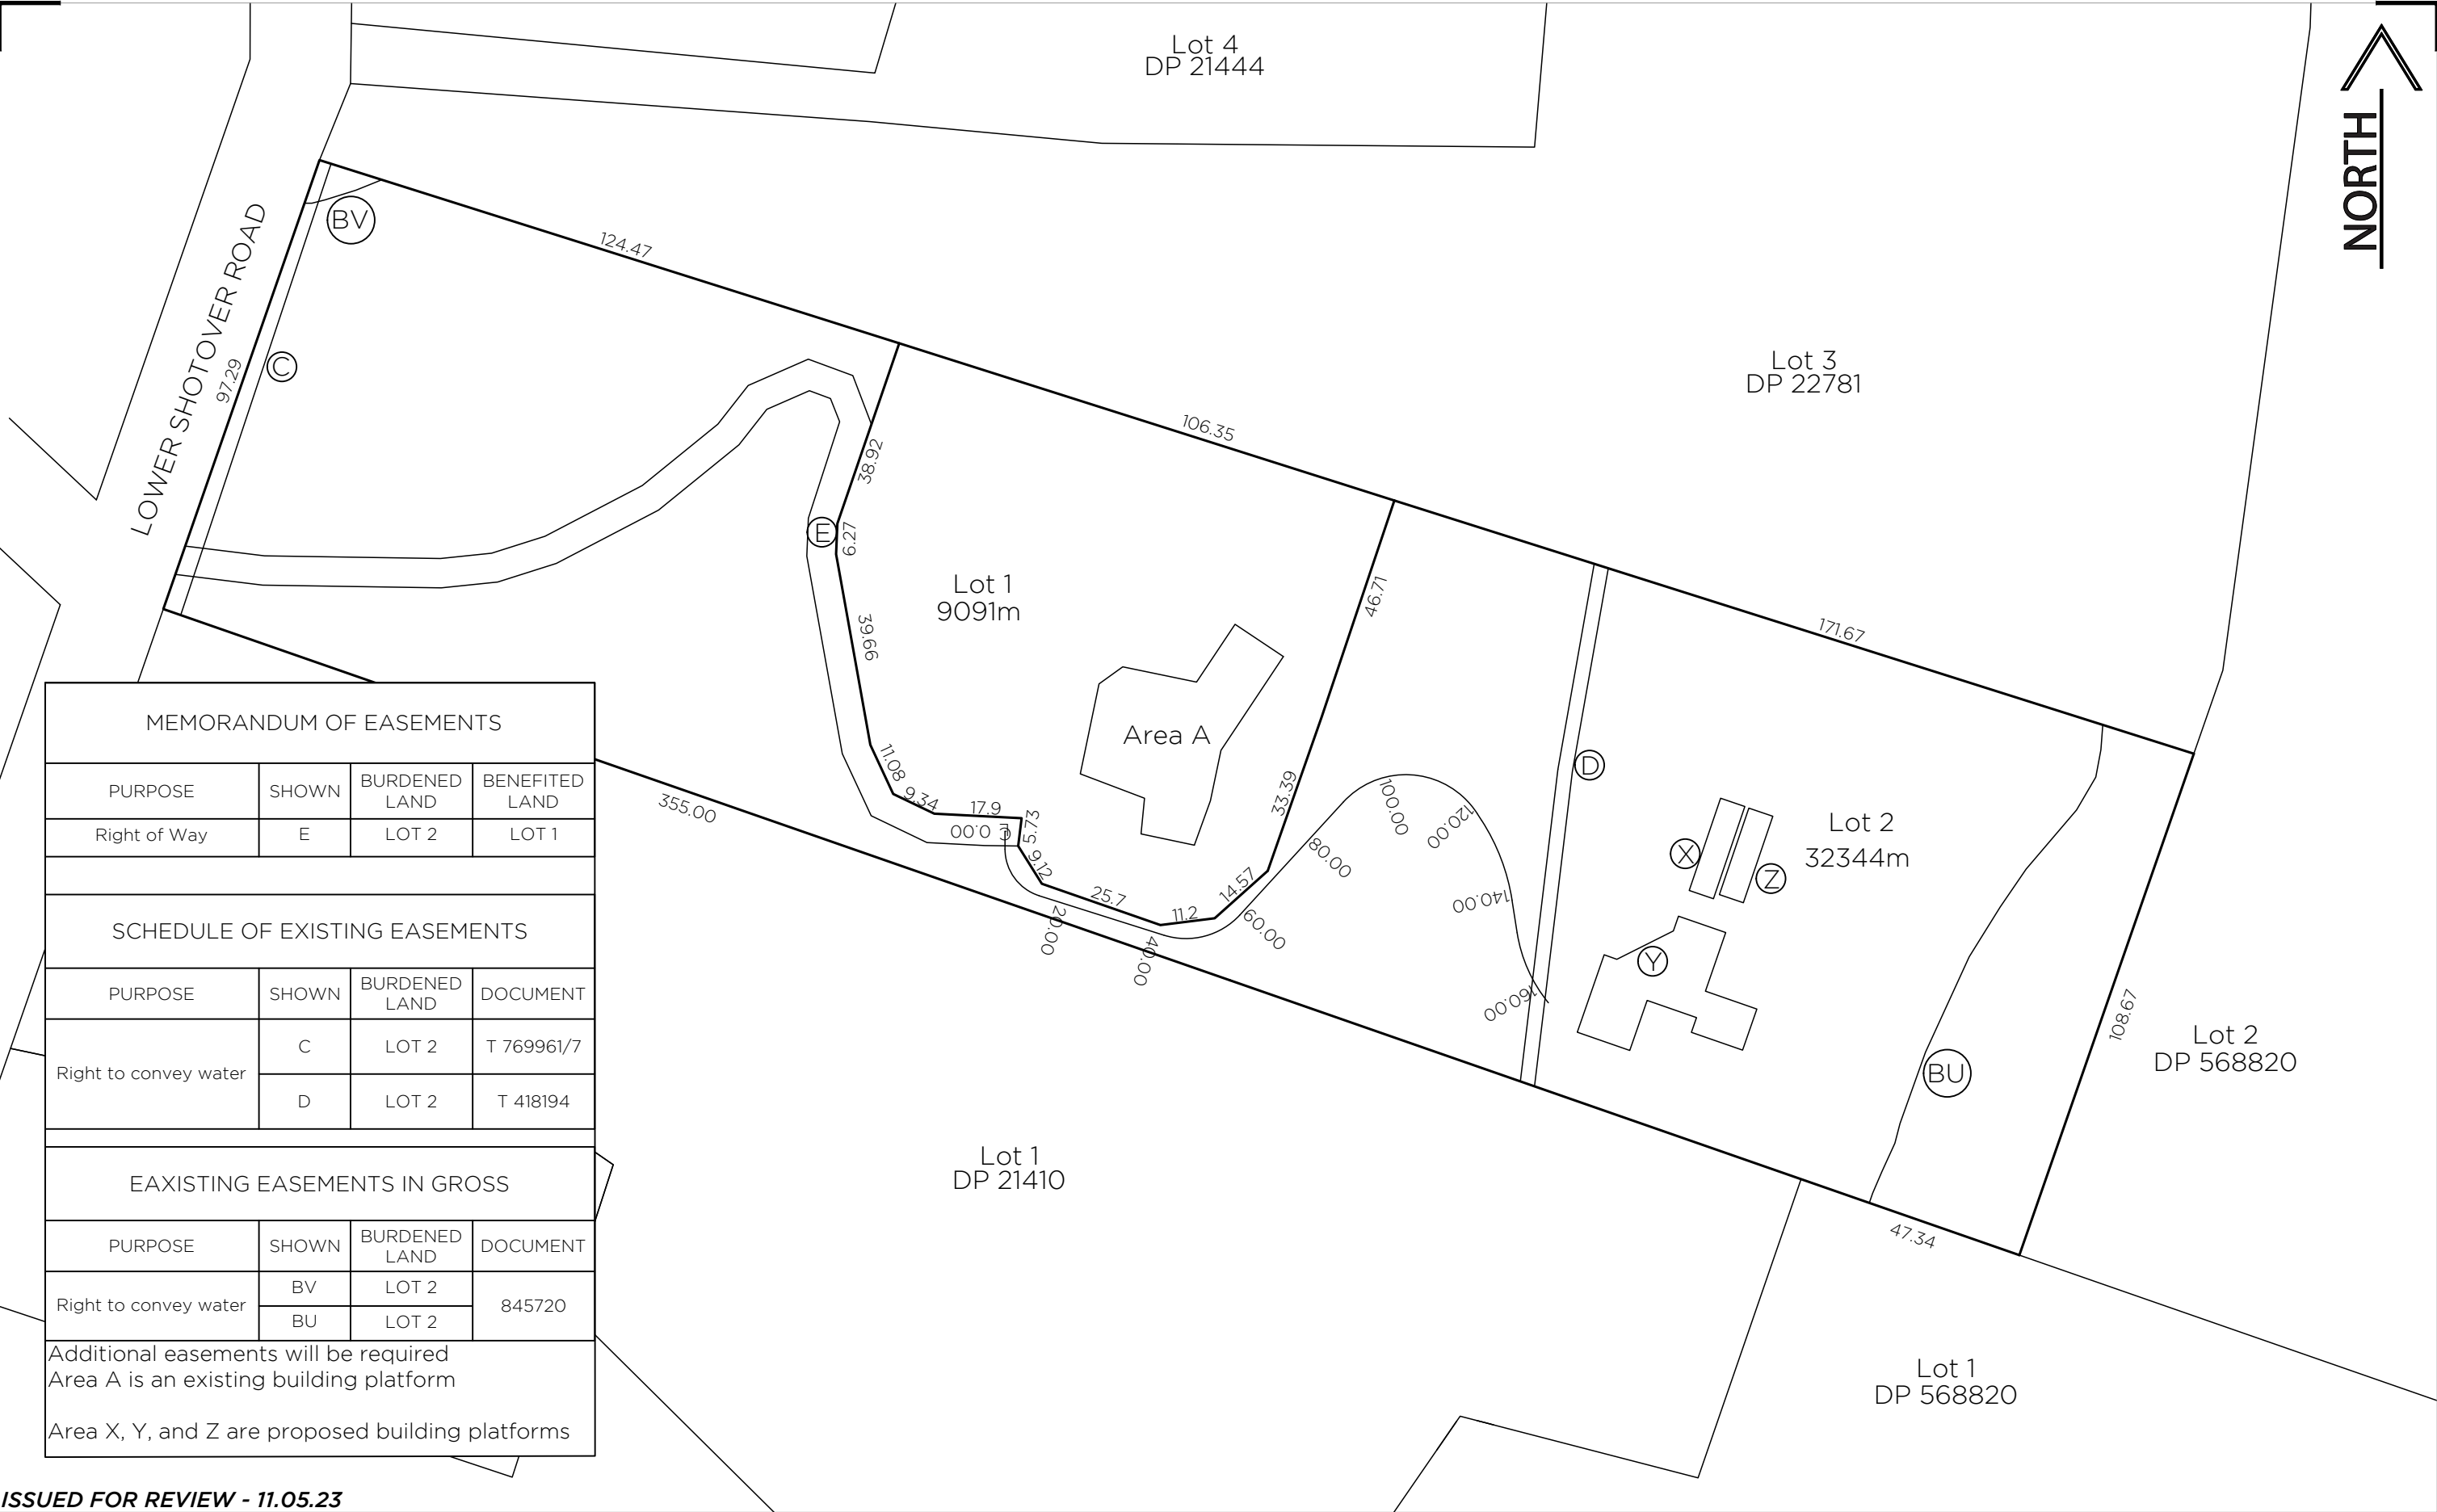 Lot 4
DP 21444
NORTH
BV
124.47
LOWER SHOTOVER ROAD
97.29
C
Lot 3
DP 22781
106.35
38.92
E
6.27
Lot 1
9091m
46.71
39.66
171.67
Area A
11.08
9.34
17.9
5.73
CL 0.00
9.12
25.7
11.2
14.57
33.39
355.00
20.00
40.00
60.00
80.00
100.00
120.00
140.00
160.00
D
X
Z
Y
Lot 2
32344m
BU
108.67
Lot 2
DP 568820
47.34
Lot 1
DP 21410
Lot 1
DP 568820
MEMORANDUM OF EASEMENTS
PURPOSE SHOWN BURDENED LAND BENEFITED LAND
Right of Way E LOT 2 LOT 1
SCHEDULE OF EXISTING EASEMENTS
PURPOSE SHOWN BURDENED LAND DOCUMENT
Right to convey water C LOT 2 T 769961/7
D LOT 2 T 418194
EAXISTING EASEMENTS IN GROSS
PURPOSE SHOWN BURDENED LAND DOCUMENT
Right to convey water BV LOT 2 845720
BU LOT 2
Additional easements will be required
Area A is an existing building platform
Area X, Y, and Z are proposed building platforms
ISSUED FOR REVIEW - 11.05.23